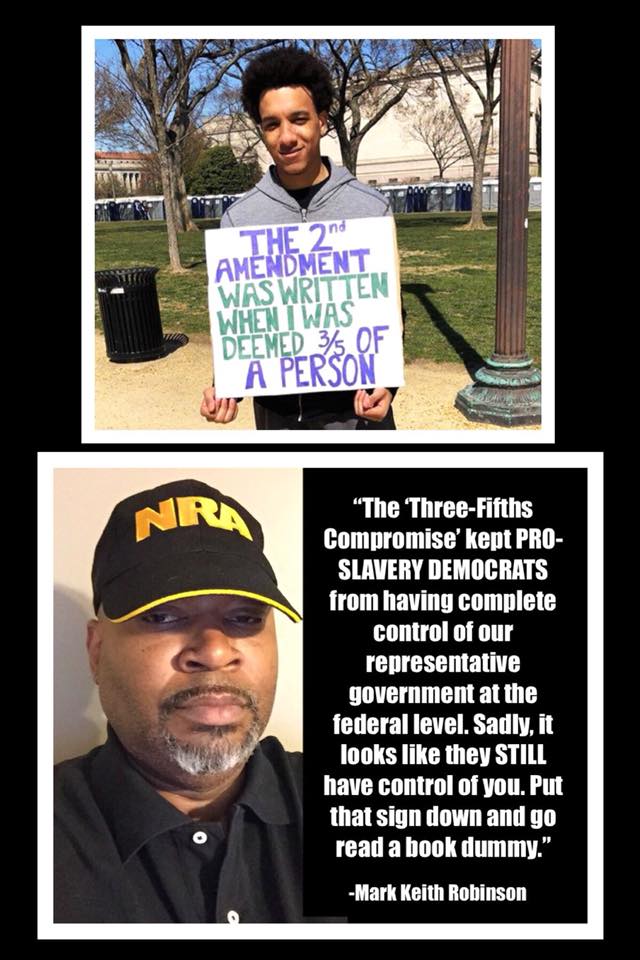 THE 2nd
AMENDMENT
WAS WRITTEN
WHEN I WAS
DEEMED 3/5 OF
A PERSON
NRA
“The ‘Three-Fifths
Compromise’ kept PRO-
SLAVERY DEMOCRATS
from having complete
control of our
representative
government at the
federal level. Sadly, it
looks like they STILL
have control of you. Put
that sign down and go
read a book dummy.”
-Mark Keith Robinson